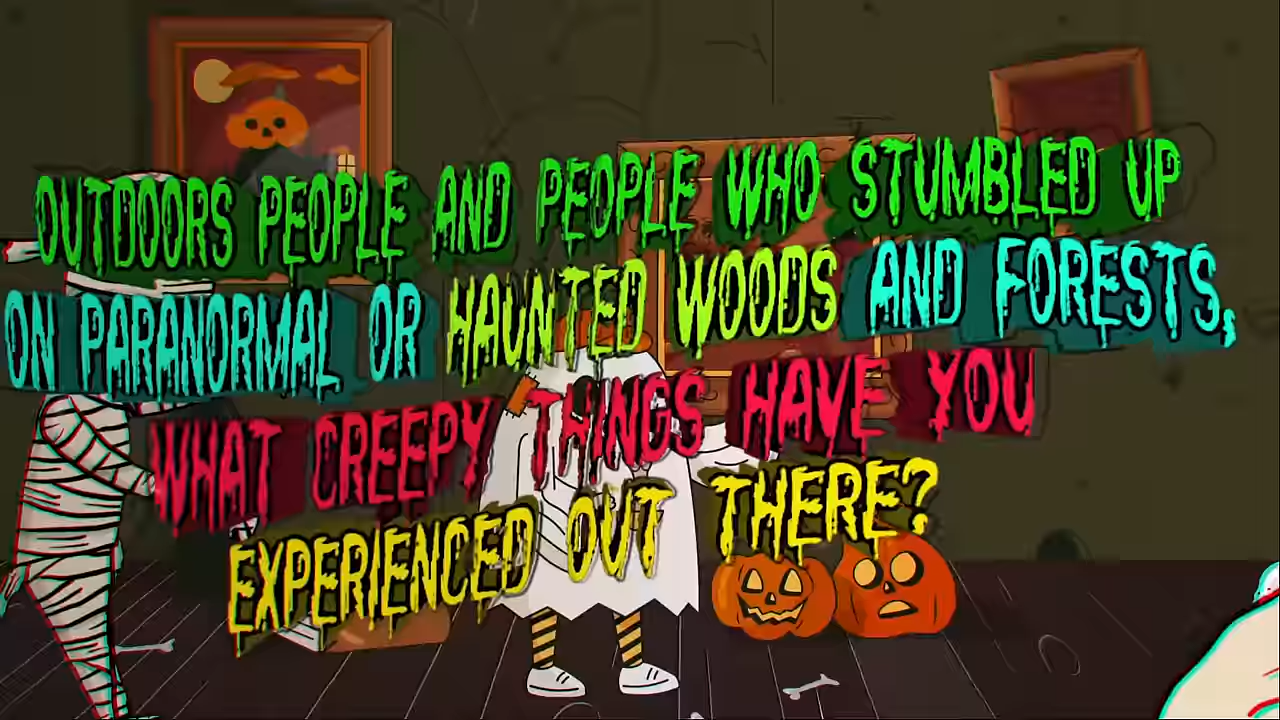 OUTDOORS PEOPLE AND PEOPLE WHO STUMBLED UP
ON PARANORMAL OR HAUNTED WOODS AND FORESTS,
WHAT CREEPY THINGS HAVE YOU
EXPERIENCED OUT THERE?